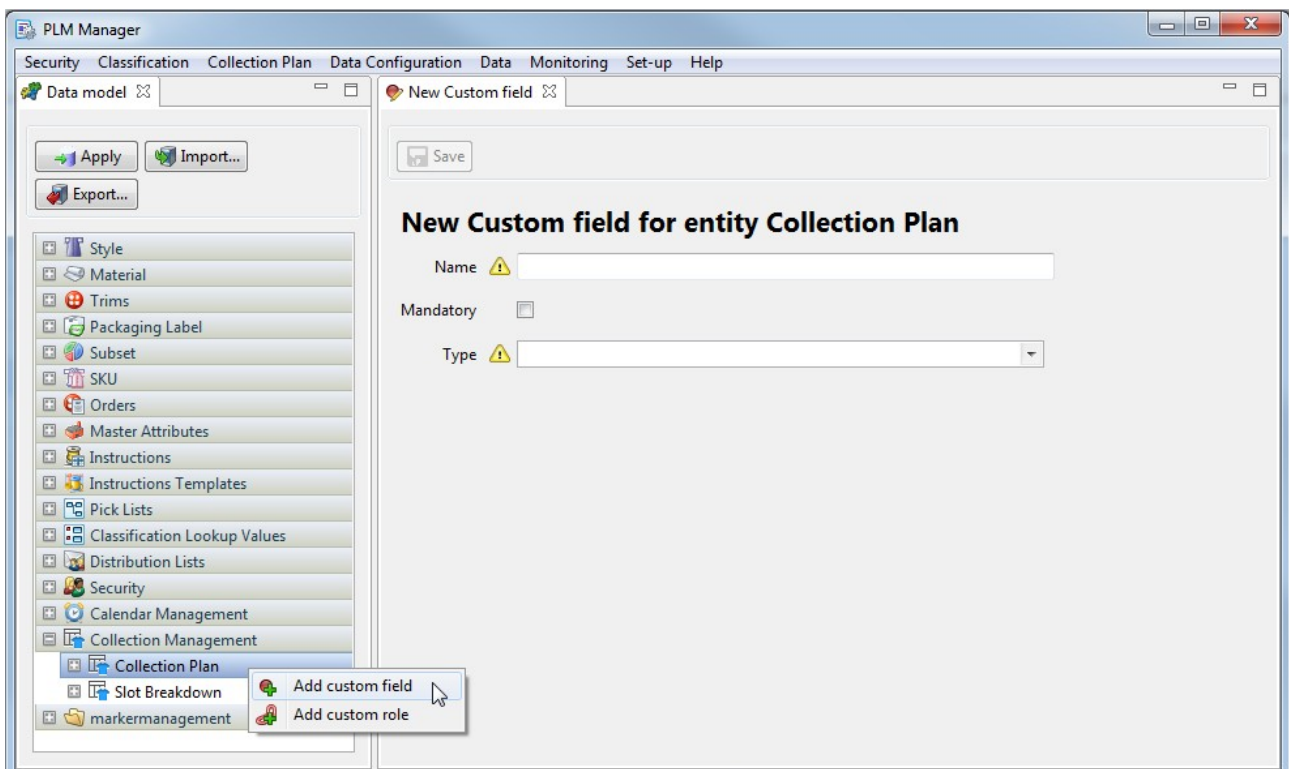 PLM Manager
Security Classification Collection Plan Data Configuration Data Monitoring Set-up Help
Data model
New Custom field
Apply
Import...
Export...
Save
New Custom field for entity Collection Plan
Name
Mandatory
Type
Style
Material
Trims
Packaging Label
Subset
SKU
Orders
Master Attributes
Instructions
Instructions Templates
Pick Lists
Classification Lookup Values
Distribution Lists
Security
Calendar Management
Collection Management
Collection Plan
Slot Breakdown
markermanagement
Add custom field
Add custom role